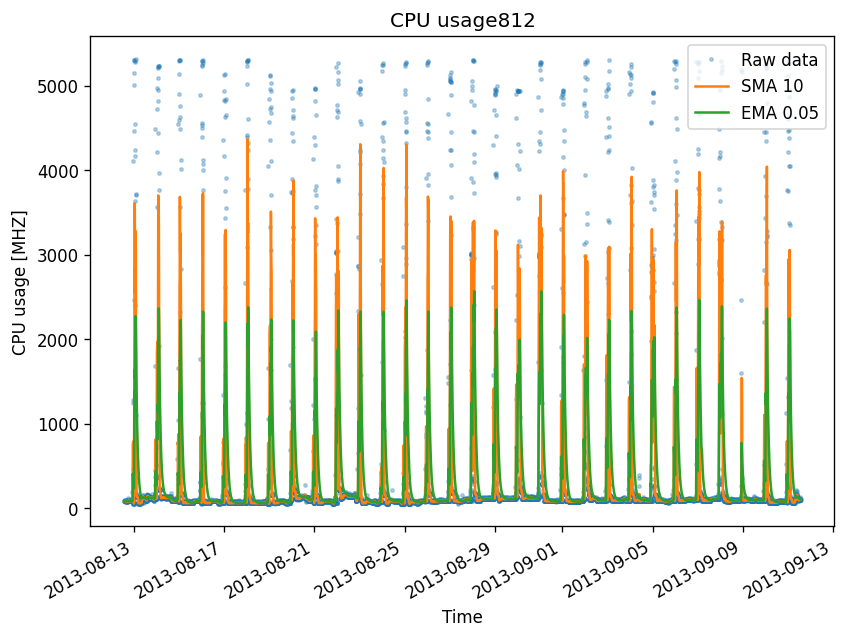 CPU usage812
Raw data
SMA 10
EMA 0.05
CPU usage [MHZ]
5000
4000
3000
2000
1000
0
2013-08-13
2013-08-17
2013-08-21
2013-08-25
2013-08-29
2013-09-01
2013-09-05
2013-09-09
2013-09-13
Time